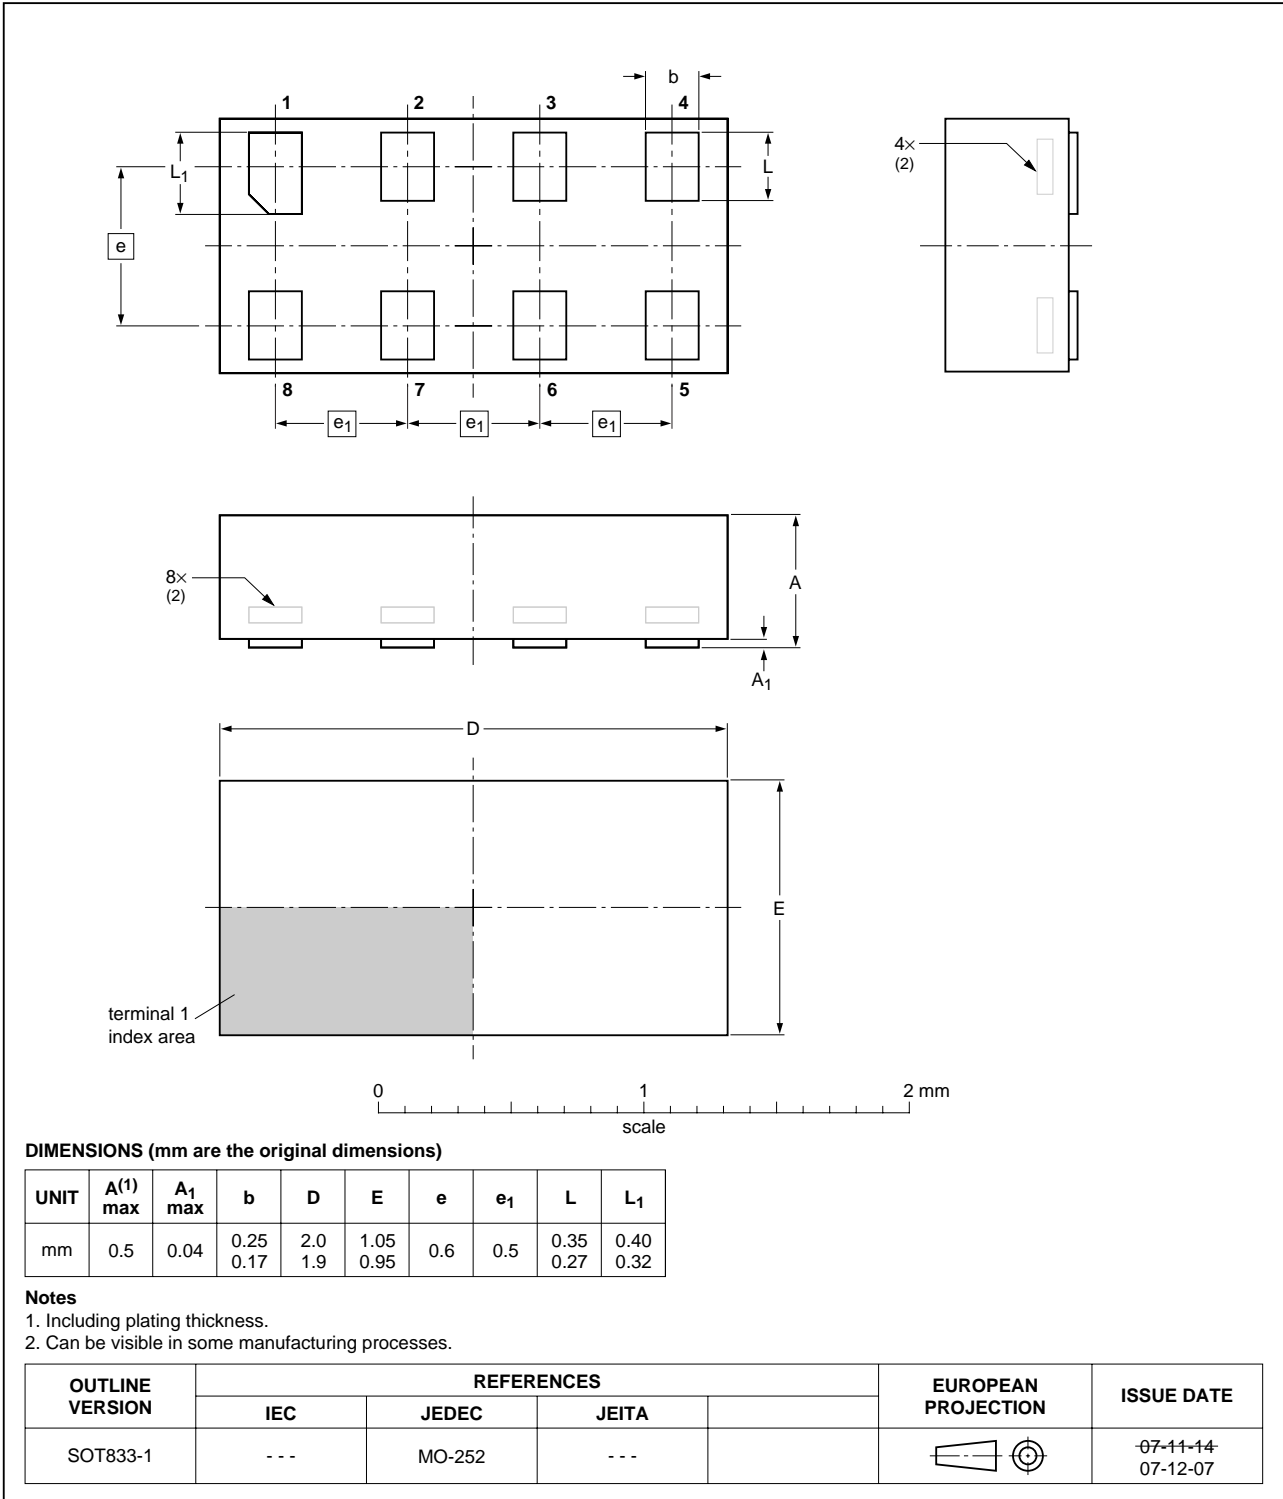 b
1 2 3 4
L1
L
4×
(2)
e
8 7 6 5
e1 e1 e1
8×
(2)
A
A1
D
E
terminal 1
index area
0 1 2 mm
scale
DIMENSIONS (mm are the original dimensions)
UNIT A(1) max A1 max b D E e e1 L L1
mm 0.5 0.04 0.25 0.17 2.0 1.9 1.05 0.95 0.6 0.5 0.35 0.27 0.40 0.32
Notes
1. Including plating thickness.
2. Can be visible in some manufacturing processes.
OUTLINE VERSION REFERENCES EUROPEAN PROJECTION ISSUE DATE
IEC JEDEC JEITA
SOT833-1 - - - MO-252 - - - 07-11-14
07-12-07